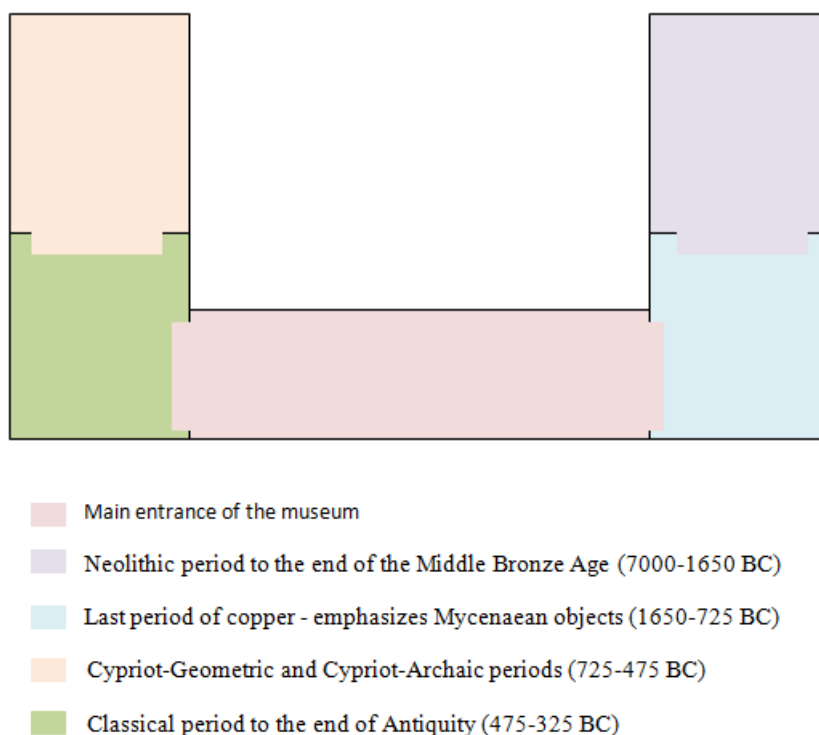 Main entrance of the museum
Neolithic period to the end of the Middle Bronze Age (7000-1650 BC)
Last period of copper - emphasizes Mycenaean objects (1650-725 BC)
Cypriot-Geometric and Cypriot-Archaic periods (725-475 BC)
Classical period to the end of Antiquity (475-325 BC)